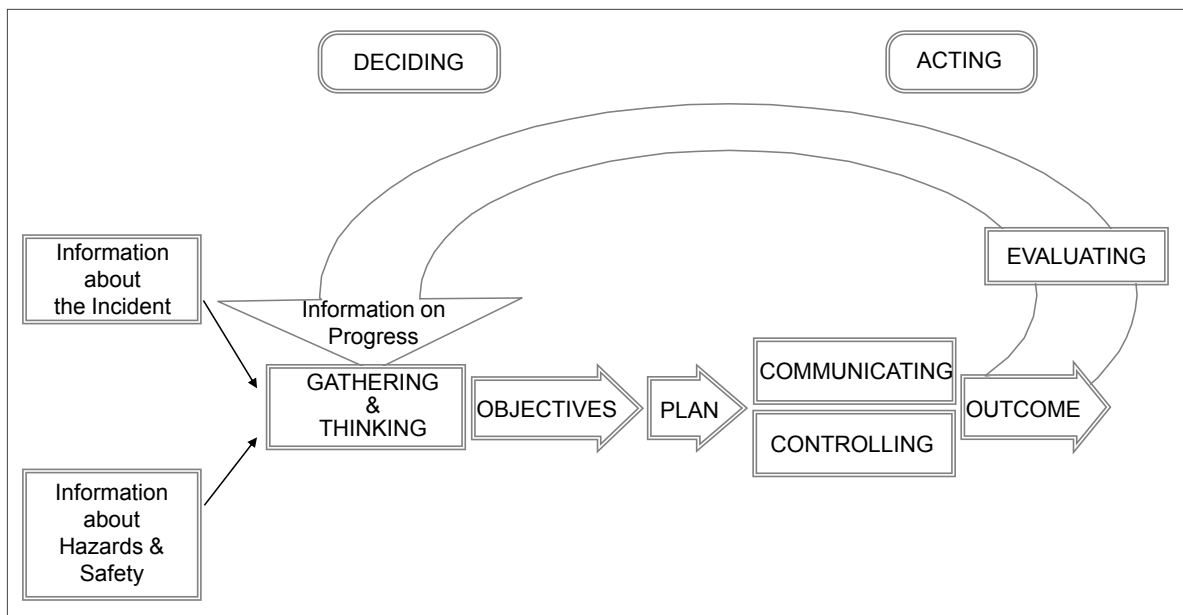 DECIDING
ACTING
EVALUATING
Information
about
the Incident
Information on
Progress
GATHERING
&
THINKING
OBJECTIVES
PLAN
COMMUNICATING
CONTROLLING
OUTCOME
Information
about
Hazards &
Safety